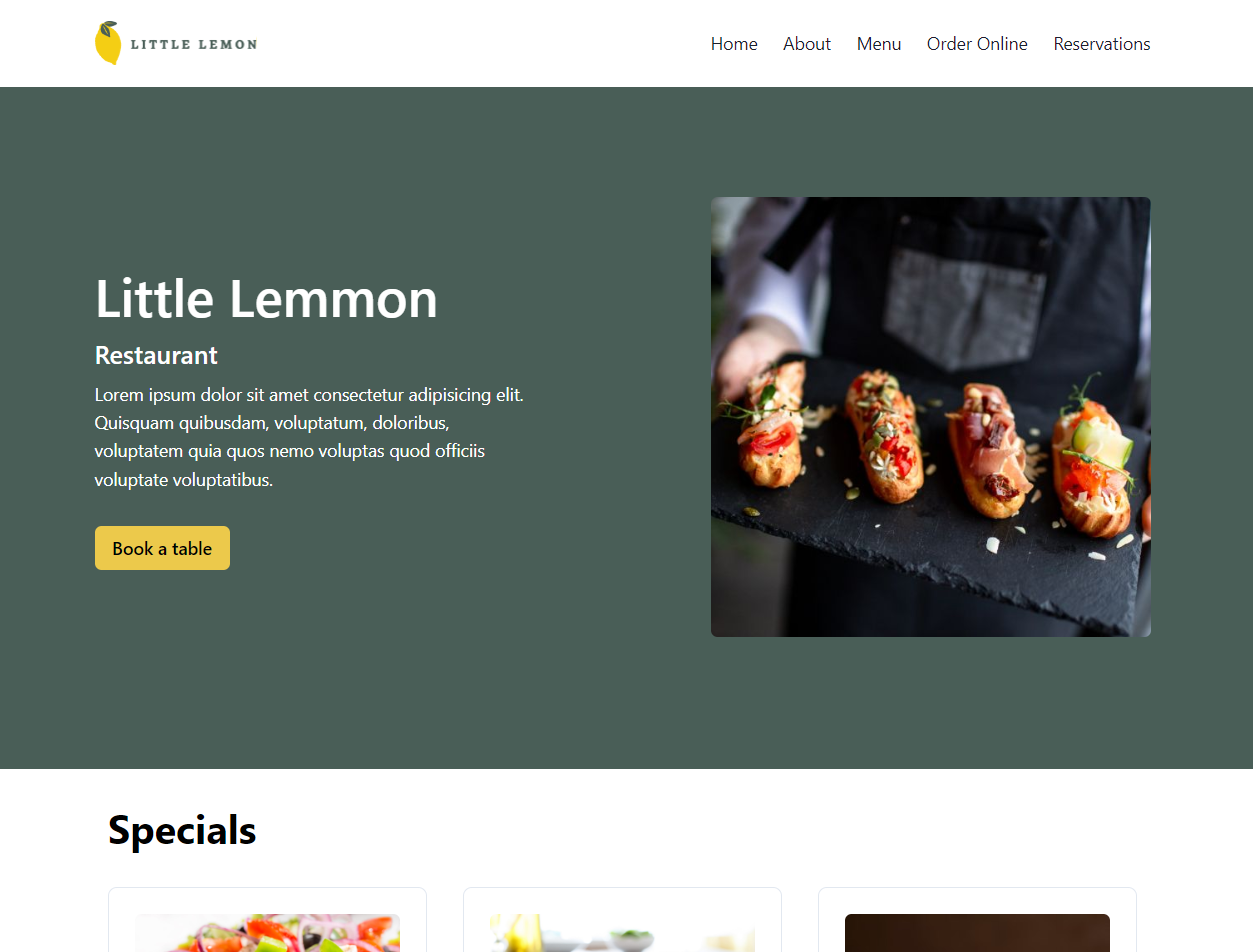 LITTLE LEMON
Home About Menu Order Online Reservations
Little Lemmon
Restaurant
Lorem ipsum dolor sit amet consectetur adipisicing elit.
Quisquam quibusdam, voluptatum, doloribus,
voluptatem quia quos nemo voluptas quod officiis
voluptate voluptatibus.
Book a table
Specials